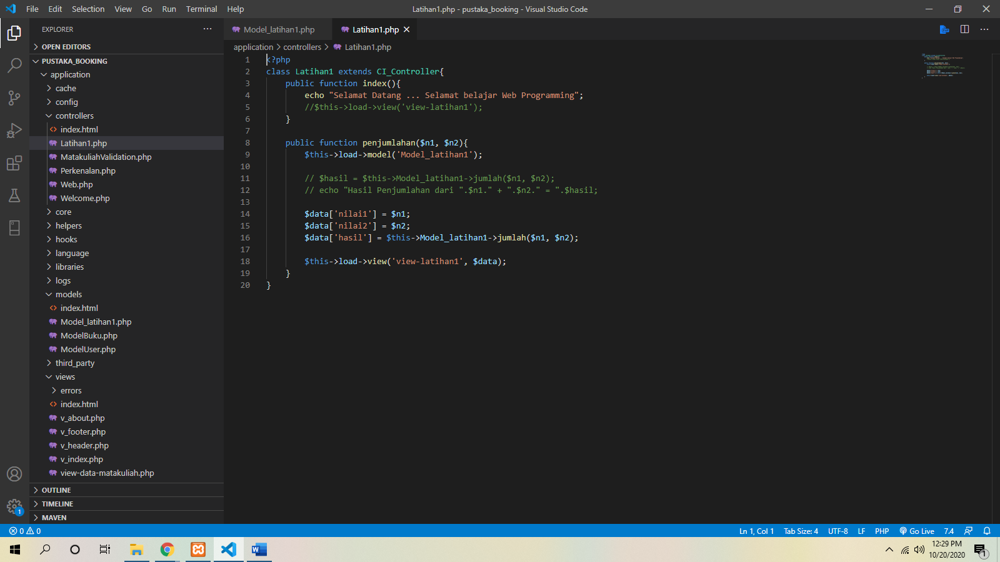 File Edit Selection View Go Run Terminal Help
Latihan1.php - pustaka_booking - Visual Studio Code
EXPLORER
OPEN EDITORS
PUSTAKA_BOOKING
application
cache
config
controllers
index.html
Latihan1.php
MatakuliahValidation.php
Perkenalan.php
Web.php
Welcome.php
core
helpers
hooks
language
libraries
logs
models
index.html
Model_latihan1.php
ModelBuku.php
ModelUser.php
third_party
views
errors
index.html
v_about.php
v_footer.php
v_header.php
v_index.php
view-data-matakuliah.php
OUTLINE
TIMELINE
MAVEN
1
Model_latihan1.php Latihan1.php
application > controllers > Latihan1.php
1 <?php
2 class Latihan1 extends CI_Controller{
3 public function index(){
4 echo "Selamat Datang ... Selamat belajar Web Programming";
5 //$this->load->view('view-latihan1');
6 }
7
8 public function penjumlahan($n1, $n2){
9 $this->load->model('Model_latihan1');
10
11 // $hasil = $this->Model_latihan1->jumlah($n1, $n2);
12 // echo "Hasil Penjumlahan dari ".$n1." + ".$n2." = ".$hasil;
13
14 $data['nilai1'] = $n1;
15 $data['nilai2'] = $n2;
16 $data['hasil'] = $this->Model_latihan1->jumlah($n1, $n2);
17
18 $this->load->view('view-latihan1', $data);
19 }
20 }
0 0
Ln 1, Col 1 Tab Size: 4 UTF-8 LF PHP Go Live 7.4
12:29 PM
10/20/2020
1